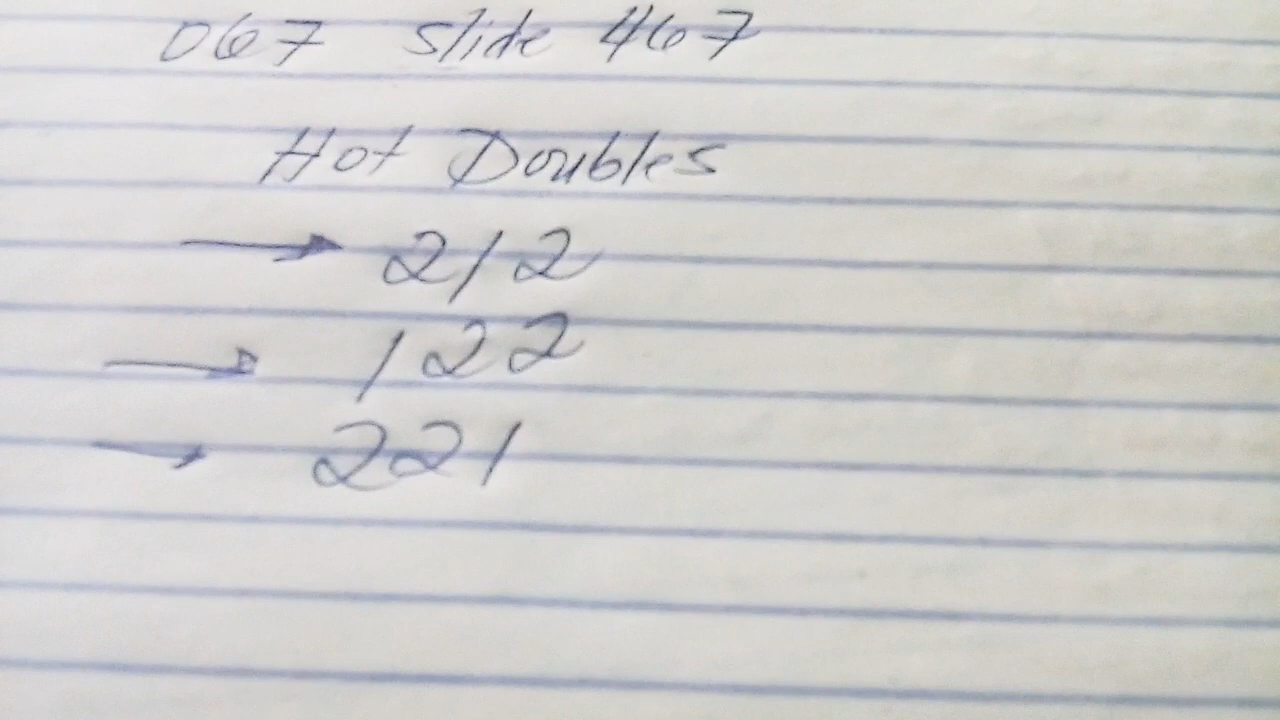 067 slide 467
Hot Doubles
→ 212
→ 122
→ 221